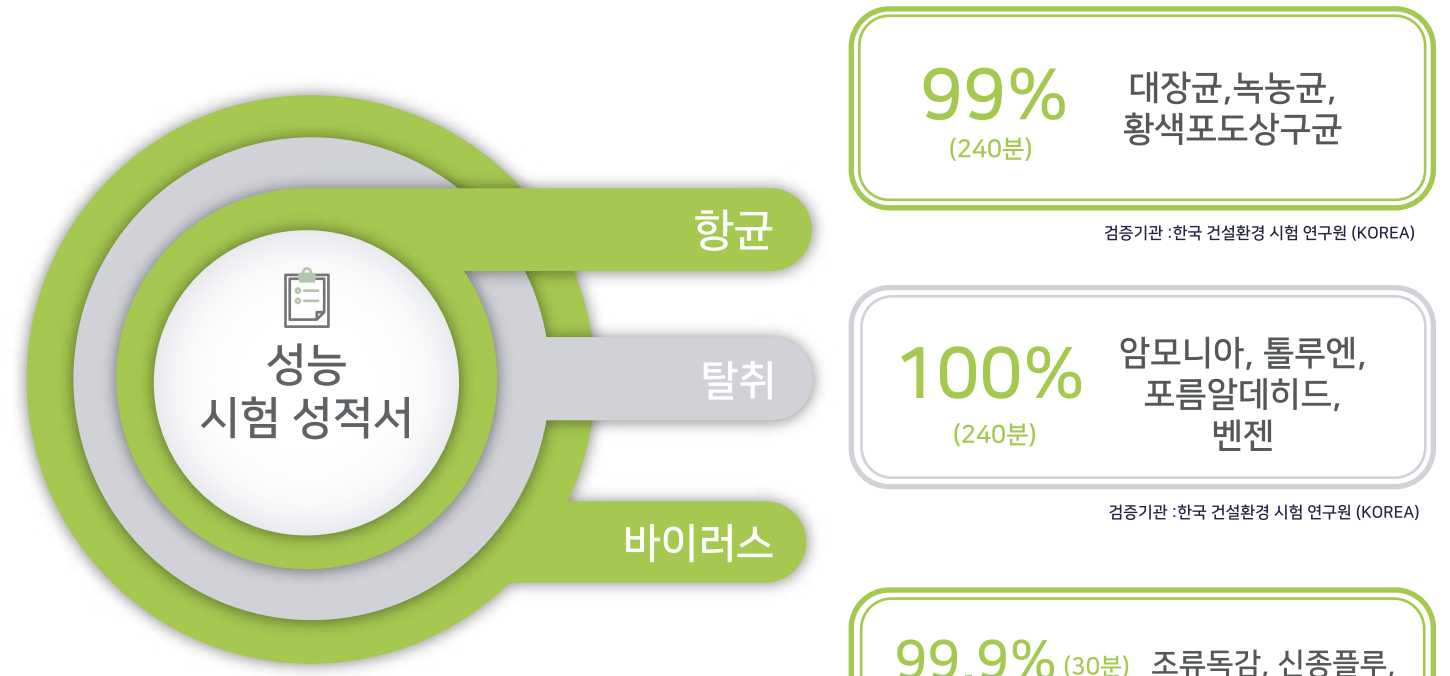 성능
시험 성적서
항균
탈취
바이러스
99%
(240분)
대장균,녹농균,
황색포도상구균
검증기관 :한국 건설환경 시험 연구원 (KOREA)
100%
(240분)
암모니아, 톨루엔,
포름알데히드,
벤젠
검증기관 :한국 건설환경 시험 연구원 (KOREA)
99.9% (30분)
조류독감, 신종플루,